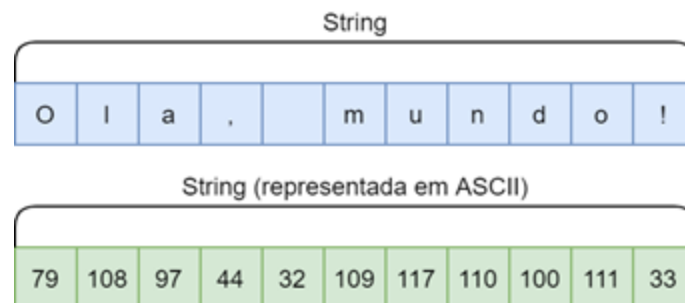 String
O l a , m u n d o !
String (representada em ASCII)
79 108 97 44 32 109 117 110 100 111 33